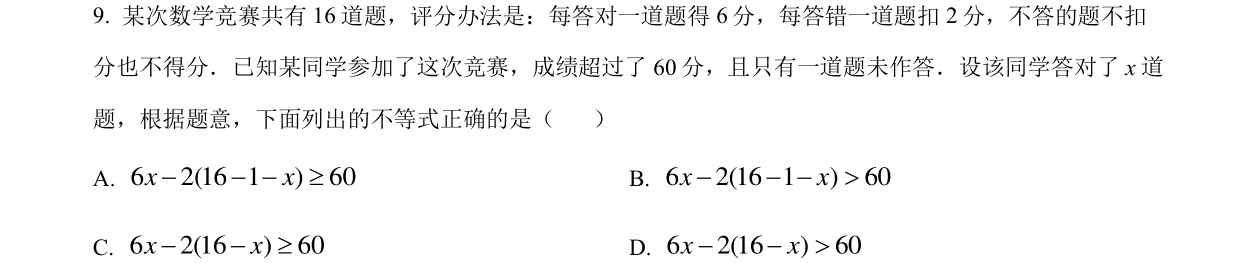 9. 某次数学竞赛共有 16 道题，评分办法是：每答对一道题得 6 分，每答错一道题扣 2 分，不答的题不扣
分也不得分．已知某同学参加了这次竞赛，成绩超过了 60 分，且只有一道题未作答．设该同学答对了 x 道
题，根据题意，下面列出的不等式正确的是（ ）
A. 6x−2(16−1−x)≥60 B. 6x−2(16−1−x)>60
C. 6x−2(16−x)≥60 D. 6x−2(16−x)>60